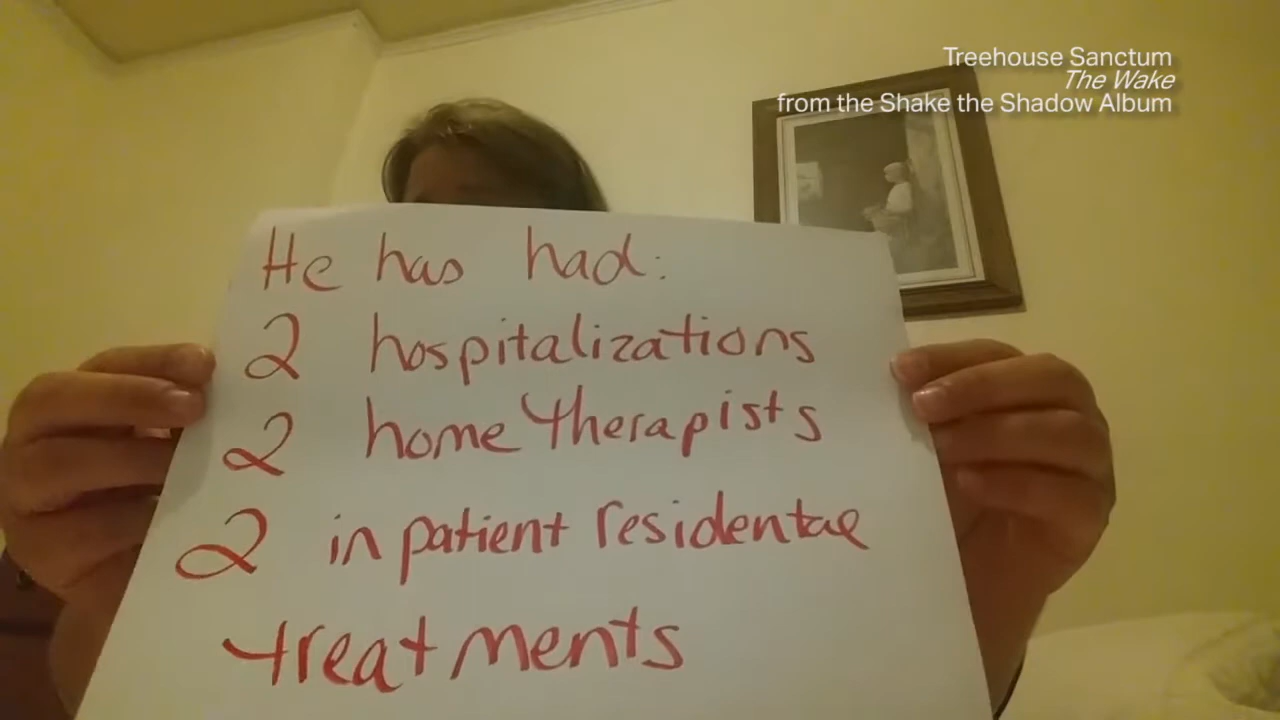 Treehouse Sanctum
The Wake
from the Shake the Shadow Album
He has had:
2 hospitalizations
2 home therapists
2 inpatient residentae
treatments